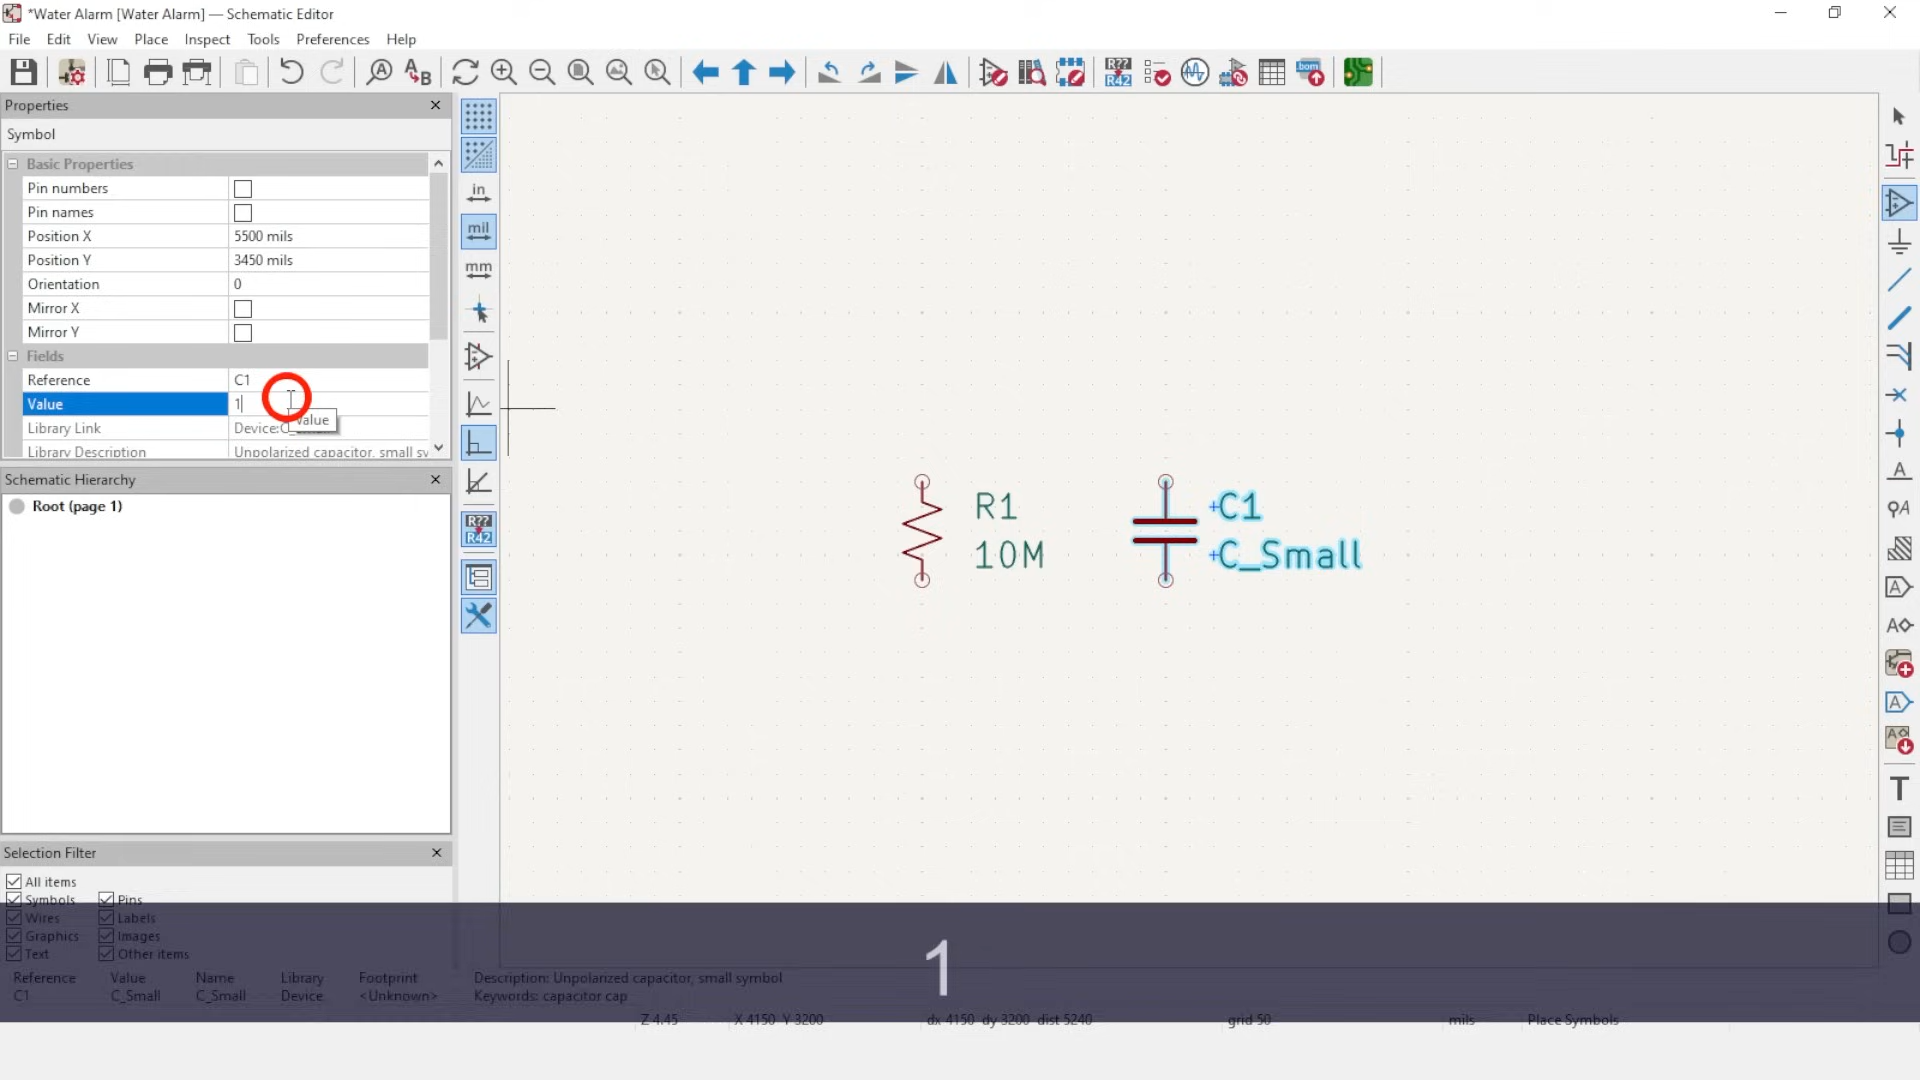 *Water Alarm [Water Alarm] — Schematic Editor
File Edit View Place Inspect Tools Preferences Help
Properties
Symbol
Basic Properties
Pin numbers
Pin names
Position X 5500 mils
Position Y 3450 mils
Orientation 0
Mirror X
Mirror Y
Fields
Reference C1
Value 1
Value
Library Link Device:C_
Library Description Unpolarized capacitor, small sy
Schematic Hierarchy
Root (page 1)
Selection Filter
All items
Symbols Pins
Wires Labels
Graphics Images
Text Other items
in
mil
mm
R??
R42
R??
R42
bom
R1
10M
C1
C_Small
1
Reference Value Name Library Footprint Description: Unpolarized capacitor, small symbol
C1 C_Small C_Small Device <Unknown> Keywords: capacitor cap
Z 4.45 X 4150 Y 3200 dx 4150 dy 3200 dist 5240 grid 50 mils Place Symbols